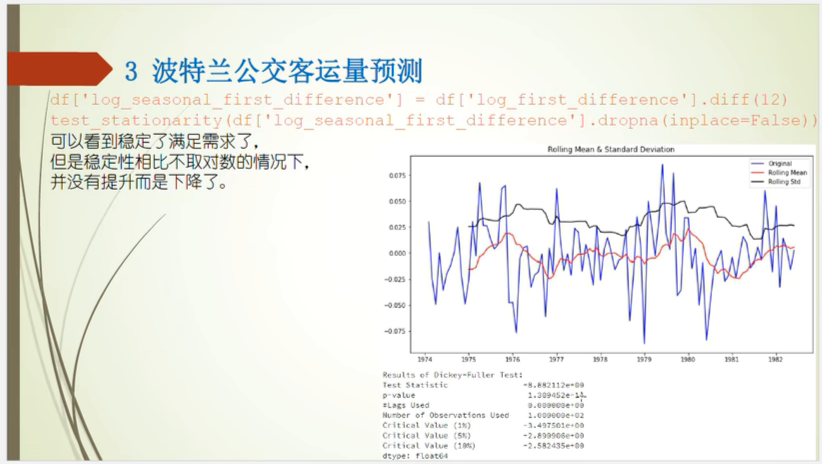 3 波特兰公交客运量预测
df['log_seasonal_first_difference'] = df['log_first_difference'].diff(12)
test_stationarity(df['log_seasonal_first_difference'].dropna(inplace=False))
可以看到稳定了满足需求了,
但是稳定性相比不取对数的情况下,
并没有提升而是下降了。
Rolling Mean & Standard Deviation
Original
Rolling Mean
Rolling Std
0.075
0.050
0.025
0.000
−0.025
−0.050
−0.075
1974 1975 1976 1977 1978 1979 1980 1981 1982
Results of Dickey-Fuller Test:
Test Statistic -8.882112e+00
p-value
#Lags Used 0.000000e+00
Number of Observations Used 1.000000e+02
Critical Value (1%) -3.497501e+00
Critical Value (5%) -2.890906e+00
Critical Value (10%) -2.582435e+00
dtype: float64